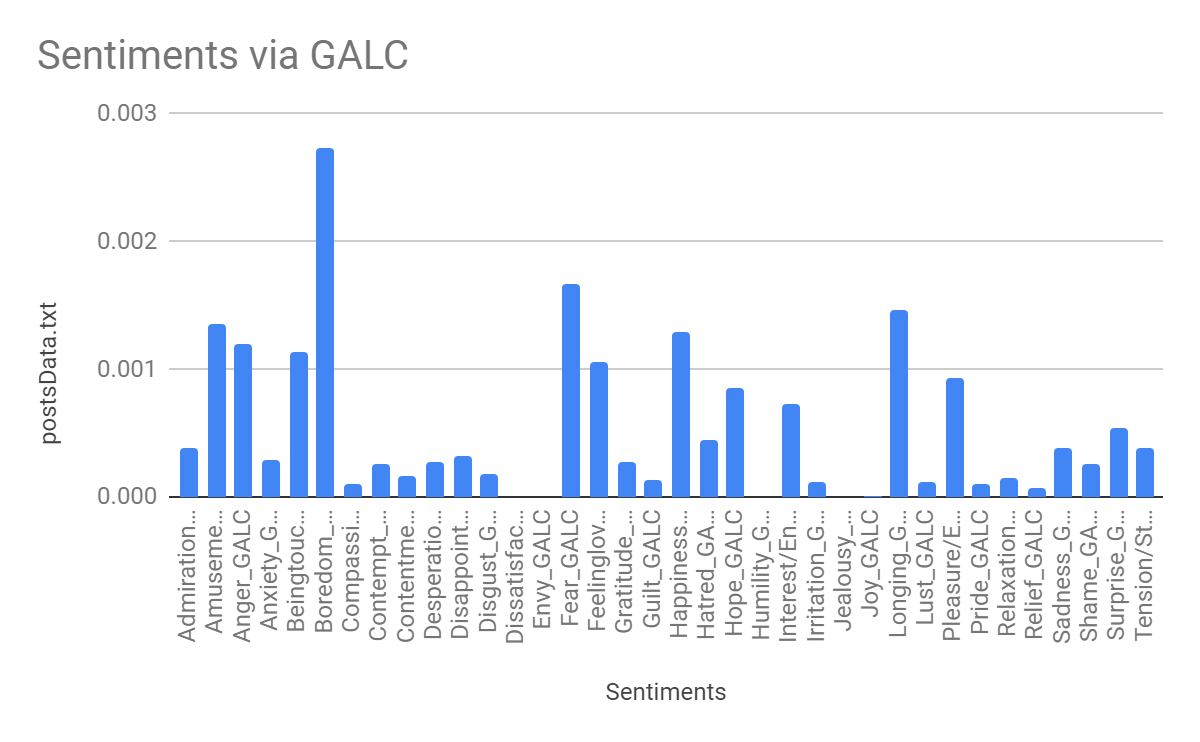 Sentiments via GALC
0.003
0.002
0.001
0.000
postsData.txt
Admiration...
Amuseme...
Anger_GALC
Anxiety_G...
Beingtouc...
Boredom_...
Compassi...
Contempt_...
Contentme...
Desperatio...
Disappoint...
Disgust_G...
Dissatisfac...
Envy_GALC
Fear_GALC
Feelinglov...
Gratitude_...
Guilt_GALC
Happiness...
Hatred_GA...
Hope_GALC
Humility_G...
Interest/En...
Irritation_G...
Jealousy_...
Joy_GALC
Longing_G...
Lust_GALC
Pleasure/E...
Pride_GALC
Relaxation...
Relief_GALC
Sadness_G...
Shame_GA...
Surprise_G...
Tension/St...
Sentiments